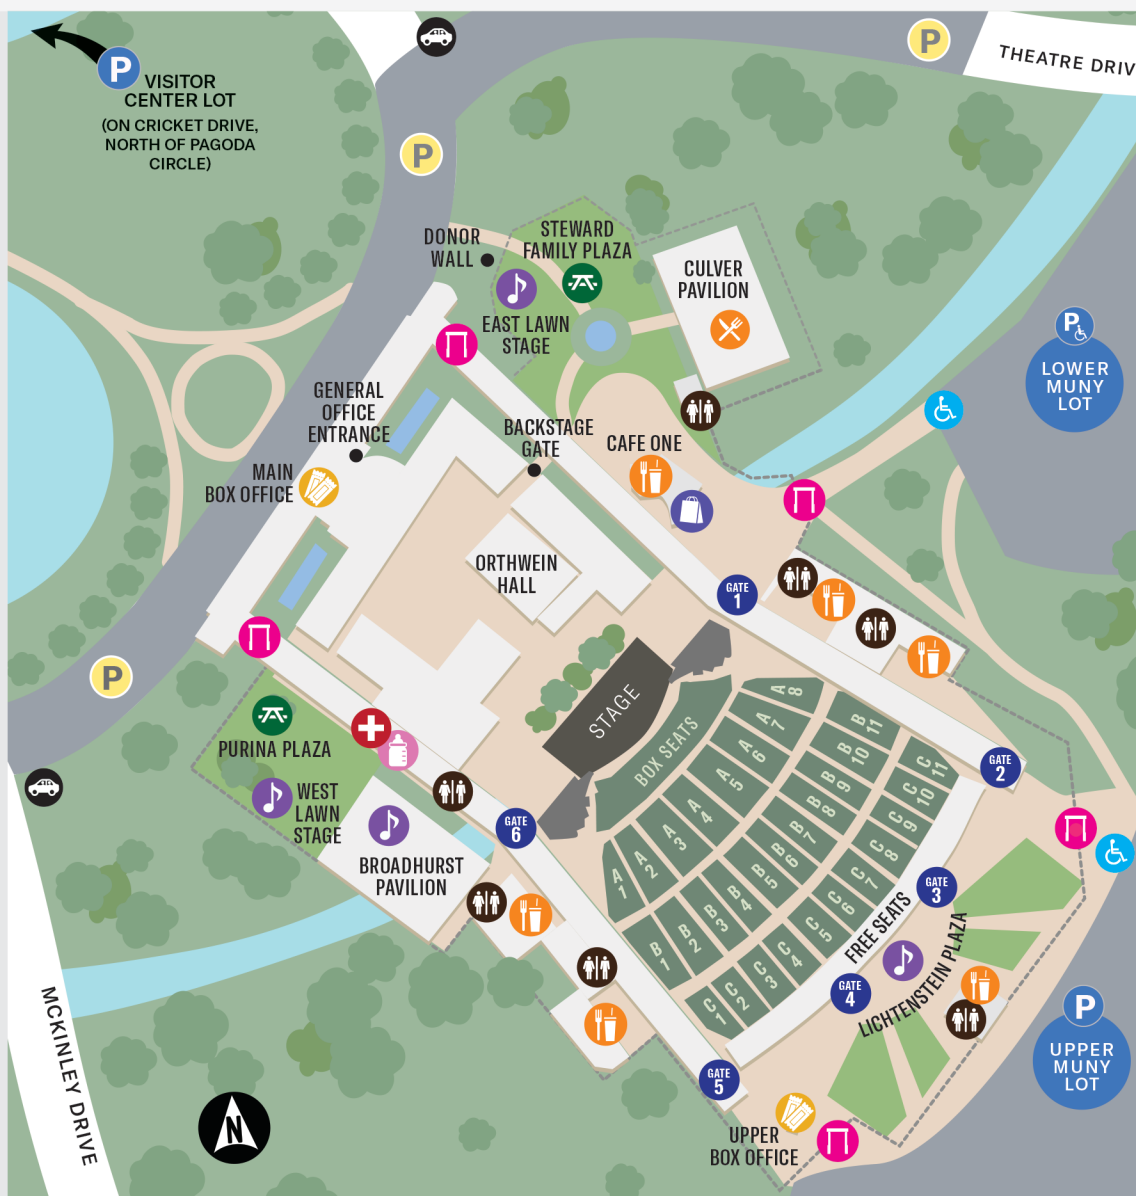 P
P
THEATRE DRIV
P
VISITOR
CENTER LOT
(ON CRICKET DRIVE,
NORTH OF PAGODA
CIRCLE)
P
DONOR
WALL
STEWARD
FAMILY PLAZA
CULVER
PAVILION
EAST LAWN
STAGE
P
LOWER
MUNY
LOT
GENERAL
OFFICE
ENTRANCE
BACKSTAGE
GATE
CAFE ONE
MAIN
BOX OFFICE
ORTHWEIN
HALL
GATE
1
P
STAGE
BOX SEATS
A
8
A
7
A
6
A
5
A
4
A
3
A
2
A
1
B
11
B
10
B
9
B
8
B
7
B
6
B
5
B
4
B
3
B
2
B
1
C
11
C
10
C
9
C
8
C
7
C
6
C
5
C
4
C
3
C
2
C
1
GATE
2
PURINA PLAZA
WEST
LAWN
STAGE
GATE
6
BROADHURST
PAVILION
GATE
3
FREE SEATS
LICHTENSTEIN PLAZA
GATE
4
P
UPPER
MUNY
LOT
GATE
5
MCKINLEY DRIVE
N
UPPER
BOX OFFICE